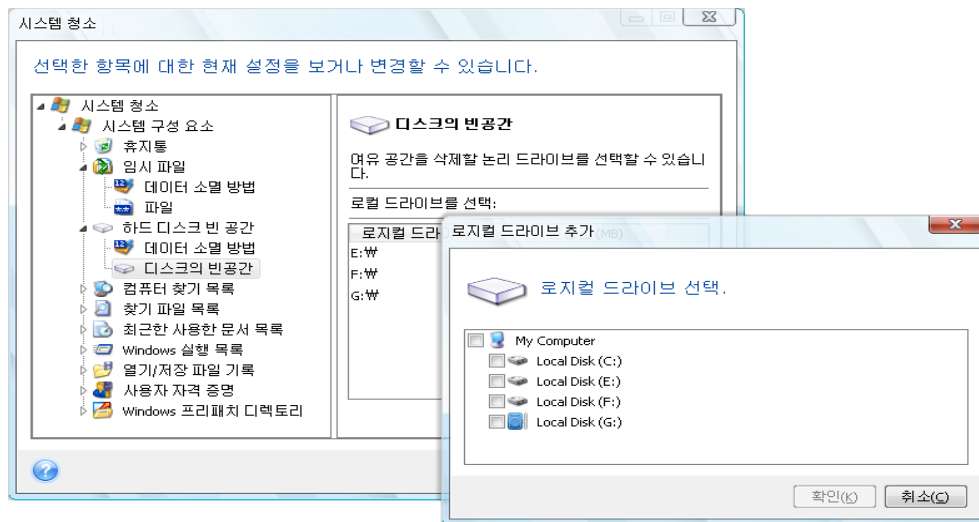 시스템 청소
선택한 항목에 대한 현재 설정을 보거나 변경할 수 있습니다.
시스템 청소
시스템 구성 요소
휴지통
임시 파일
데이터 소멸 방법
파일
하드 디스크 빈 공간
데이터 소멸 방법
디스크의 빈공간
컴퓨터 찾기 목록
찾기 파일 목록
최근한 사용한 문서 목록
Windows 실행 목록
열기/저장 파일 기록
사용자 자격 증명
Windows 프리패치 디렉토리
디스크의 빈공간
여유 공간을 삭제할 논리 드라이브를 선택할 수 있습니
다.
로컬 드라이브를 선택:
로지컬 드라
(MB)
E:₩
F:₩
G:₩
로지컬 드라이브 추가
로지컬 드라이브 선택.
My Computer
Local Disk (C:)
Local Disk (E:)
Local Disk (F:)
Local Disk (G:)
확인(K)
취소(C)